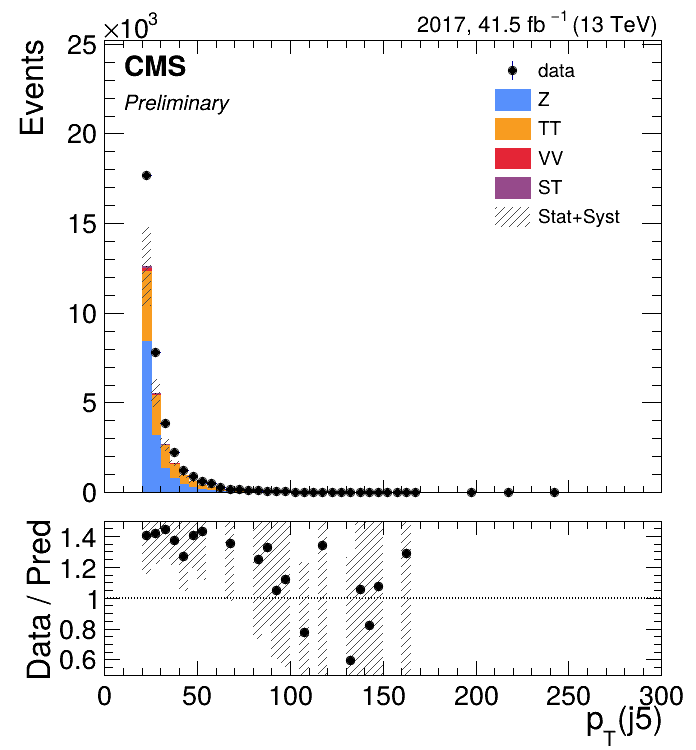 ×10³
2017, 41.5 fb⁻¹ (13 TeV)
Events
25
20
15
10
5
0
CMS
Preliminary
data
Z
TT
VV
ST
Stat+Syst
Data / Pred
1.4
1.2
1
0.8
0.6
0 50 100 150 200 250 300
p_T(j5)